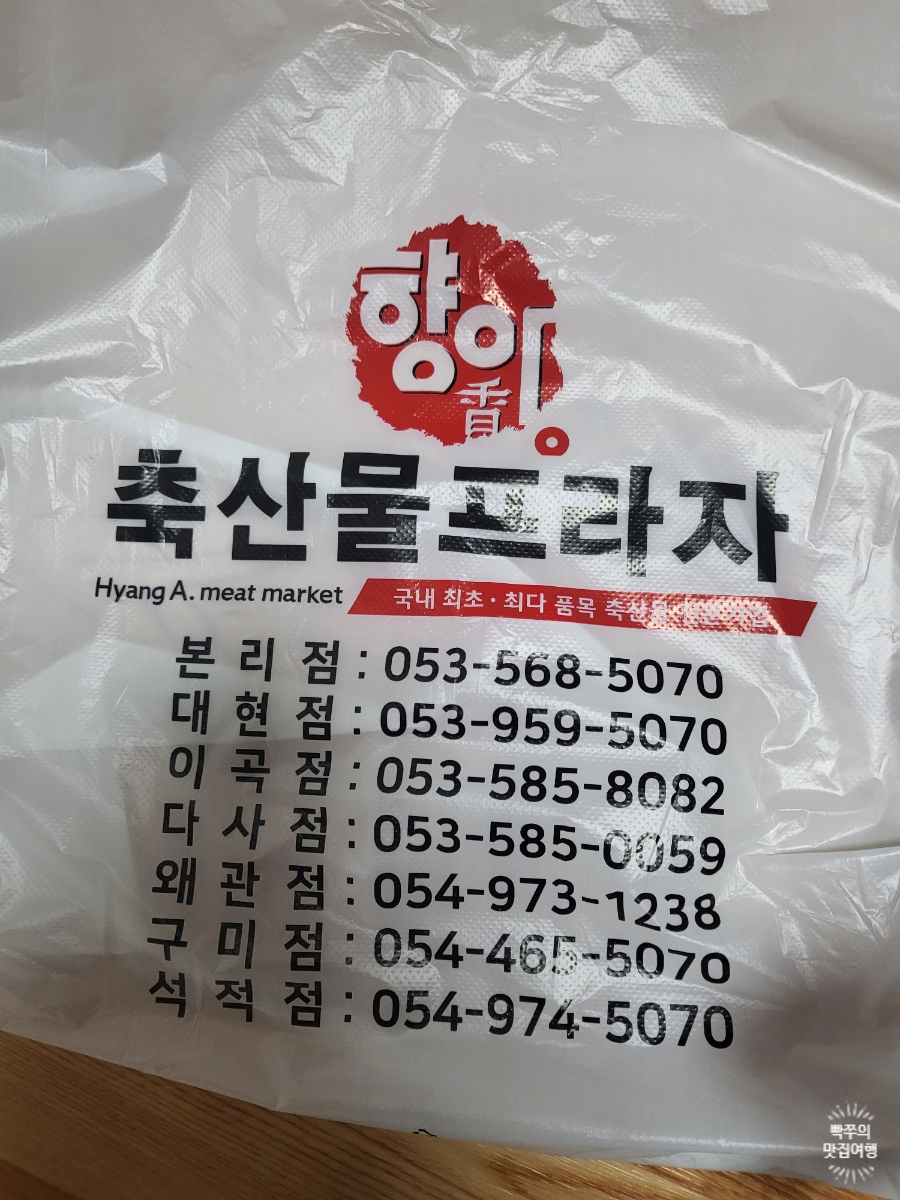 향아
香
축산물프라자
Hyang A. meat market
국내 최초·최다 품목 축산물
본리점 : 053-568-5070
대현점 : 053-959-5070
이곡점 : 053-585-8082
다사점 : 053-585-0059
왜관점 : 054-973-1238
구미점 : 054-465-5070
석적점 : 054-974-5070
빡쭈의
맛집여행